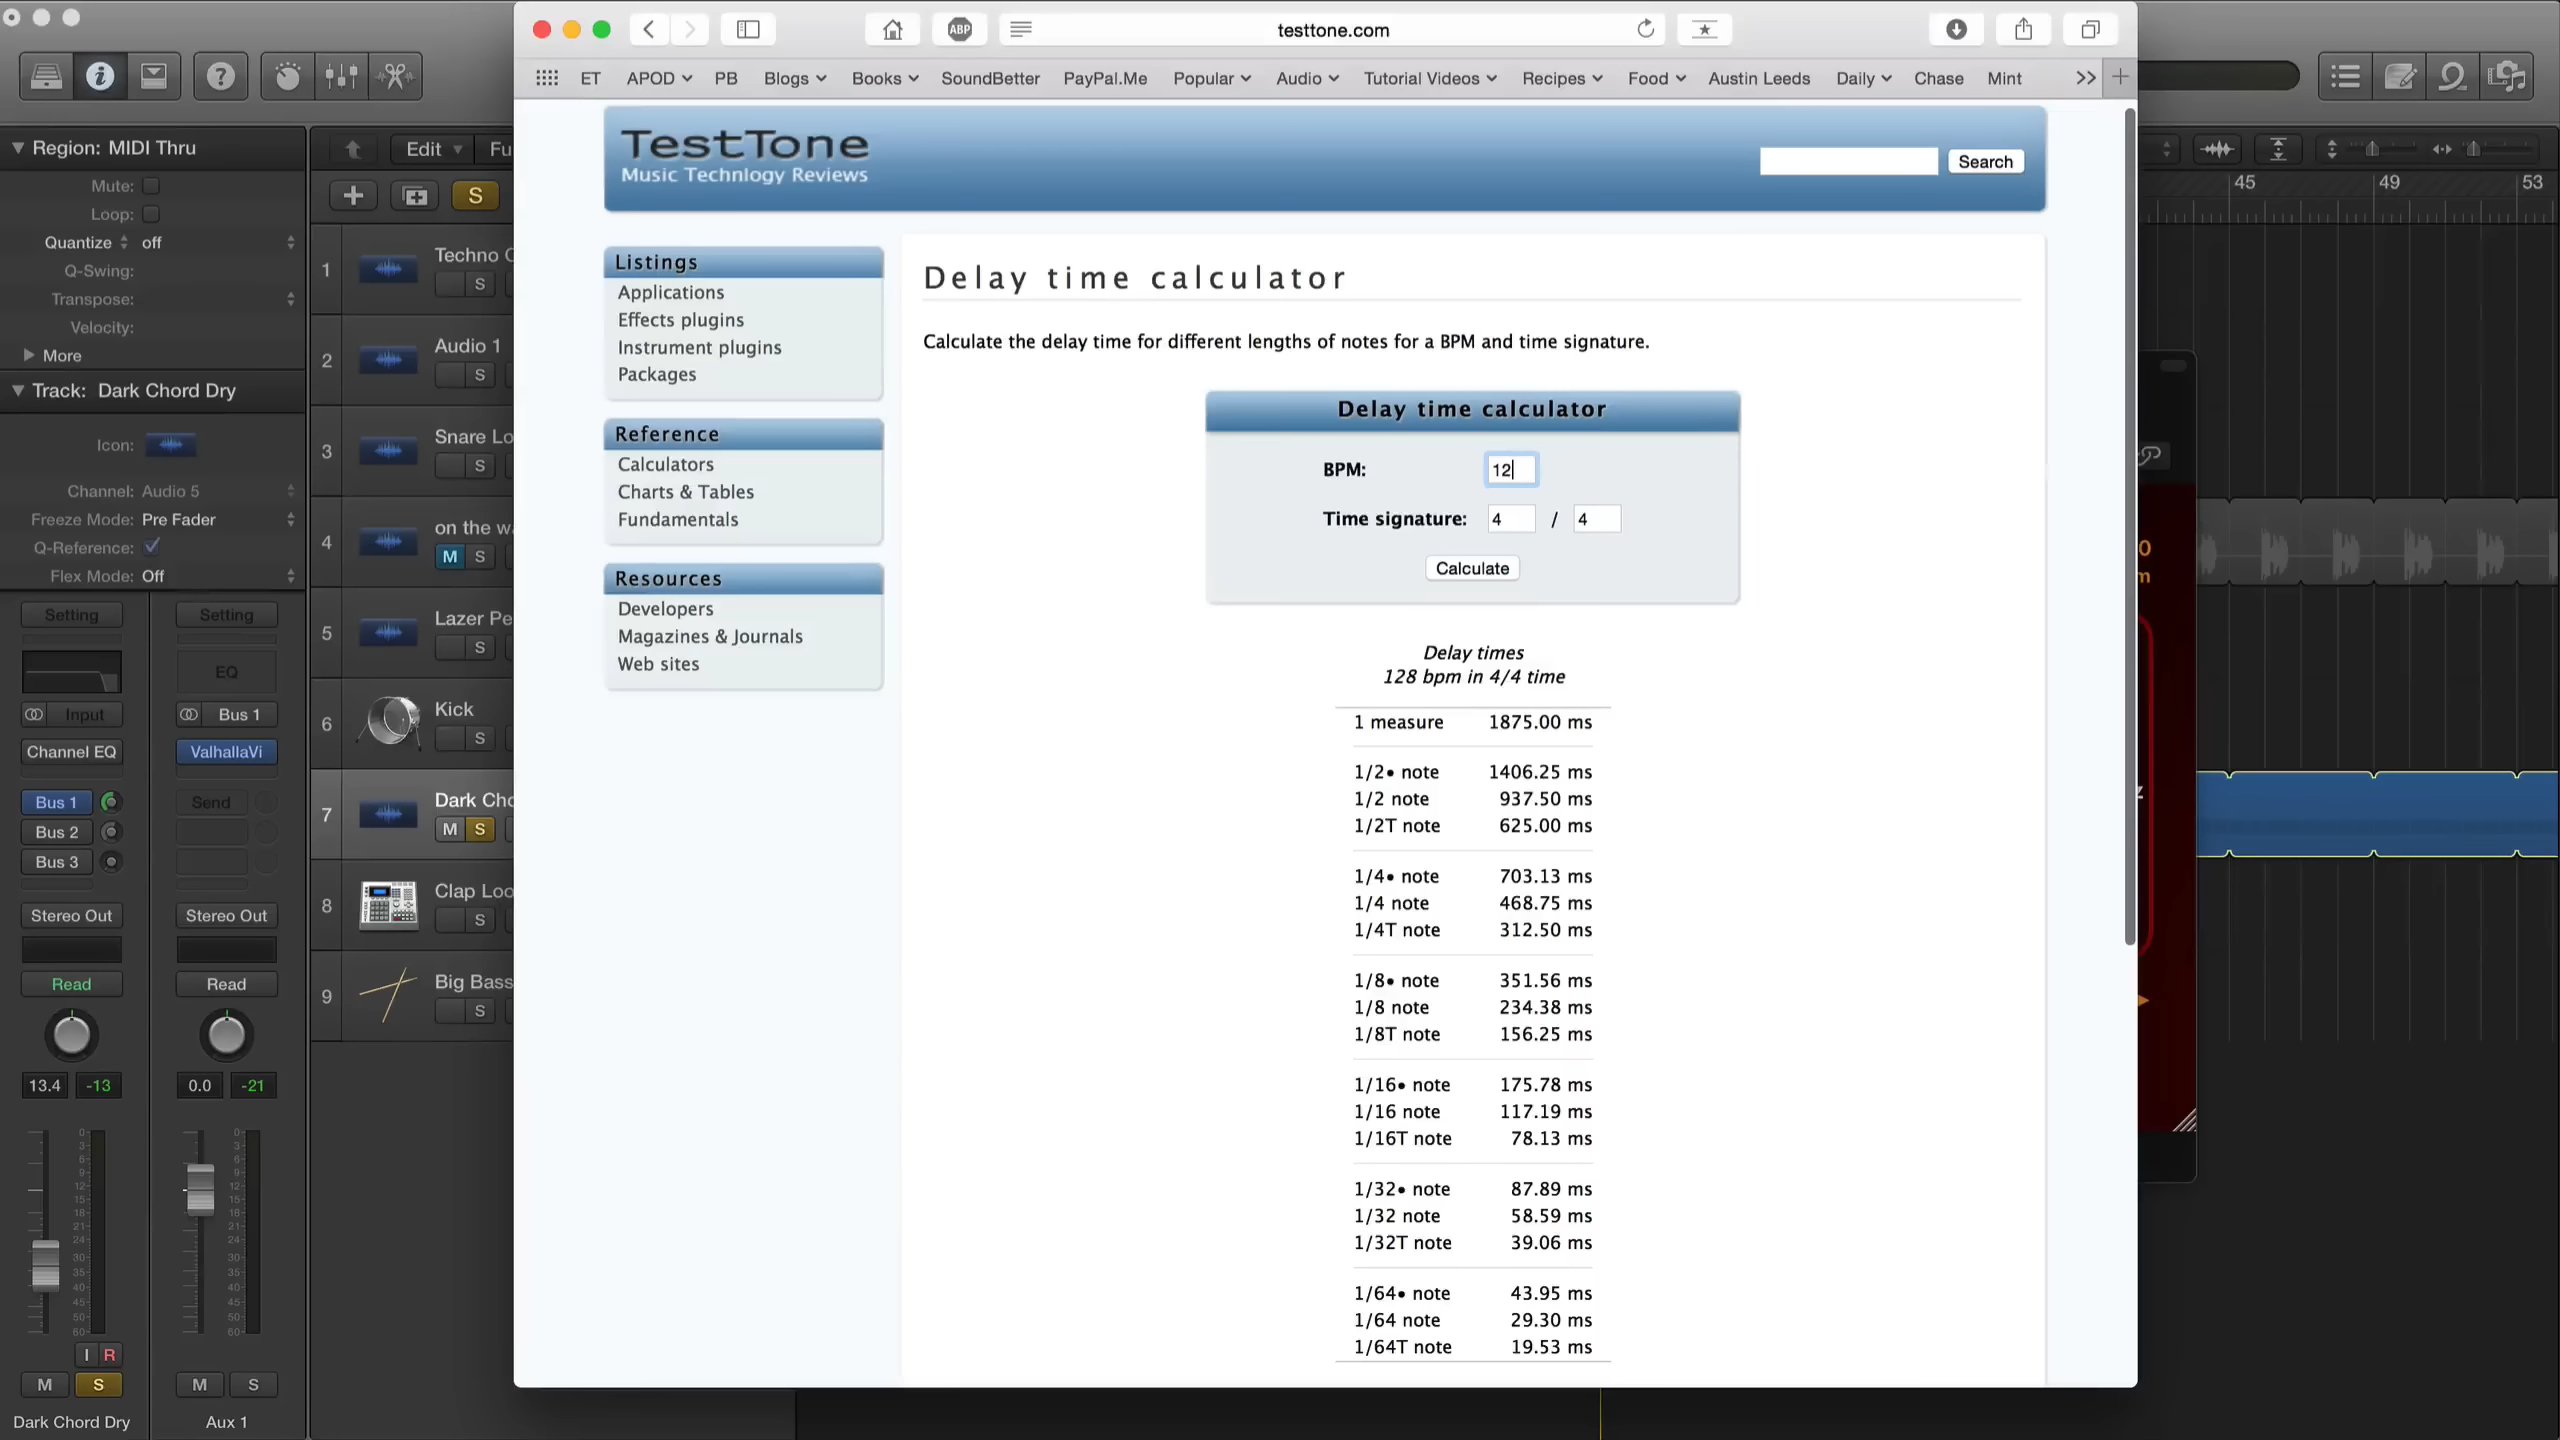 testtone.com
ABP
ET APOD PB Blogs Books SoundBetter PayPal.Me Popular Audio Tutorial Videos Recipes Food Austin Leeds Daily Chase Mint
Region: MIDI Thru
Mute:
Loop:
Quantize off
Q-Swing:
Transpose:
Velocity:
More
Track: Dark Chord Dry
Icon:
Channel: Audio 5
Freeze Mode: Pre Fader
Q-Reference:
Flex Mode: Off
Setting Setting
EQ
Input Bus 1
Channel EQ ValhallaVi
Bus 1 Send
Bus 2
Bus 3
Stereo Out Stereo Out
Read Read
13.4 -13 0.0 -21
I R
M S M S
Dark Chord Dry Aux 1
Edit Fu
S
1 Techno
S
2 Audio 1
S
3 Snare Lo
S
4 on the w
M S
5 Lazer Pe
S
6 Kick
S
7 Dark Cho
M S
8 Clap Loo
S
9 Big Bass
S
TestTone
Music Technlogy Reviews
Search
Listings
Applications
Effects plugins
Instrument plugins
Packages
Reference
Calculators
Charts & Tables
Fundamentals
Resources
Developers
Magazines & Journals
Web sites
Delay time calculator
Calculate the delay time for different lengths of notes for a BPM and time signature.
Delay time calculator
BPM: 12
Time signature: 4 / 4
Calculate
Delay times
128 bpm in 4/4 time
1 measure 1875.00 ms
1/2• note 1406.25 ms
1/2 note 937.50 ms
1/2T note 625.00 ms
1/4• note 703.13 ms
1/4 note 468.75 ms
1/4T note 312.50 ms
1/8• note 351.56 ms
1/8 note 234.38 ms
1/8T note 156.25 ms
1/16• note 175.78 ms
1/16 note 117.19 ms
1/16T note 78.13 ms
1/32• note 87.89 ms
1/32 note 58.59 ms
1/32T note 39.06 ms
1/64• note 43.95 ms
1/64 note 29.30 ms
1/64T note 19.53 ms
45 49 53